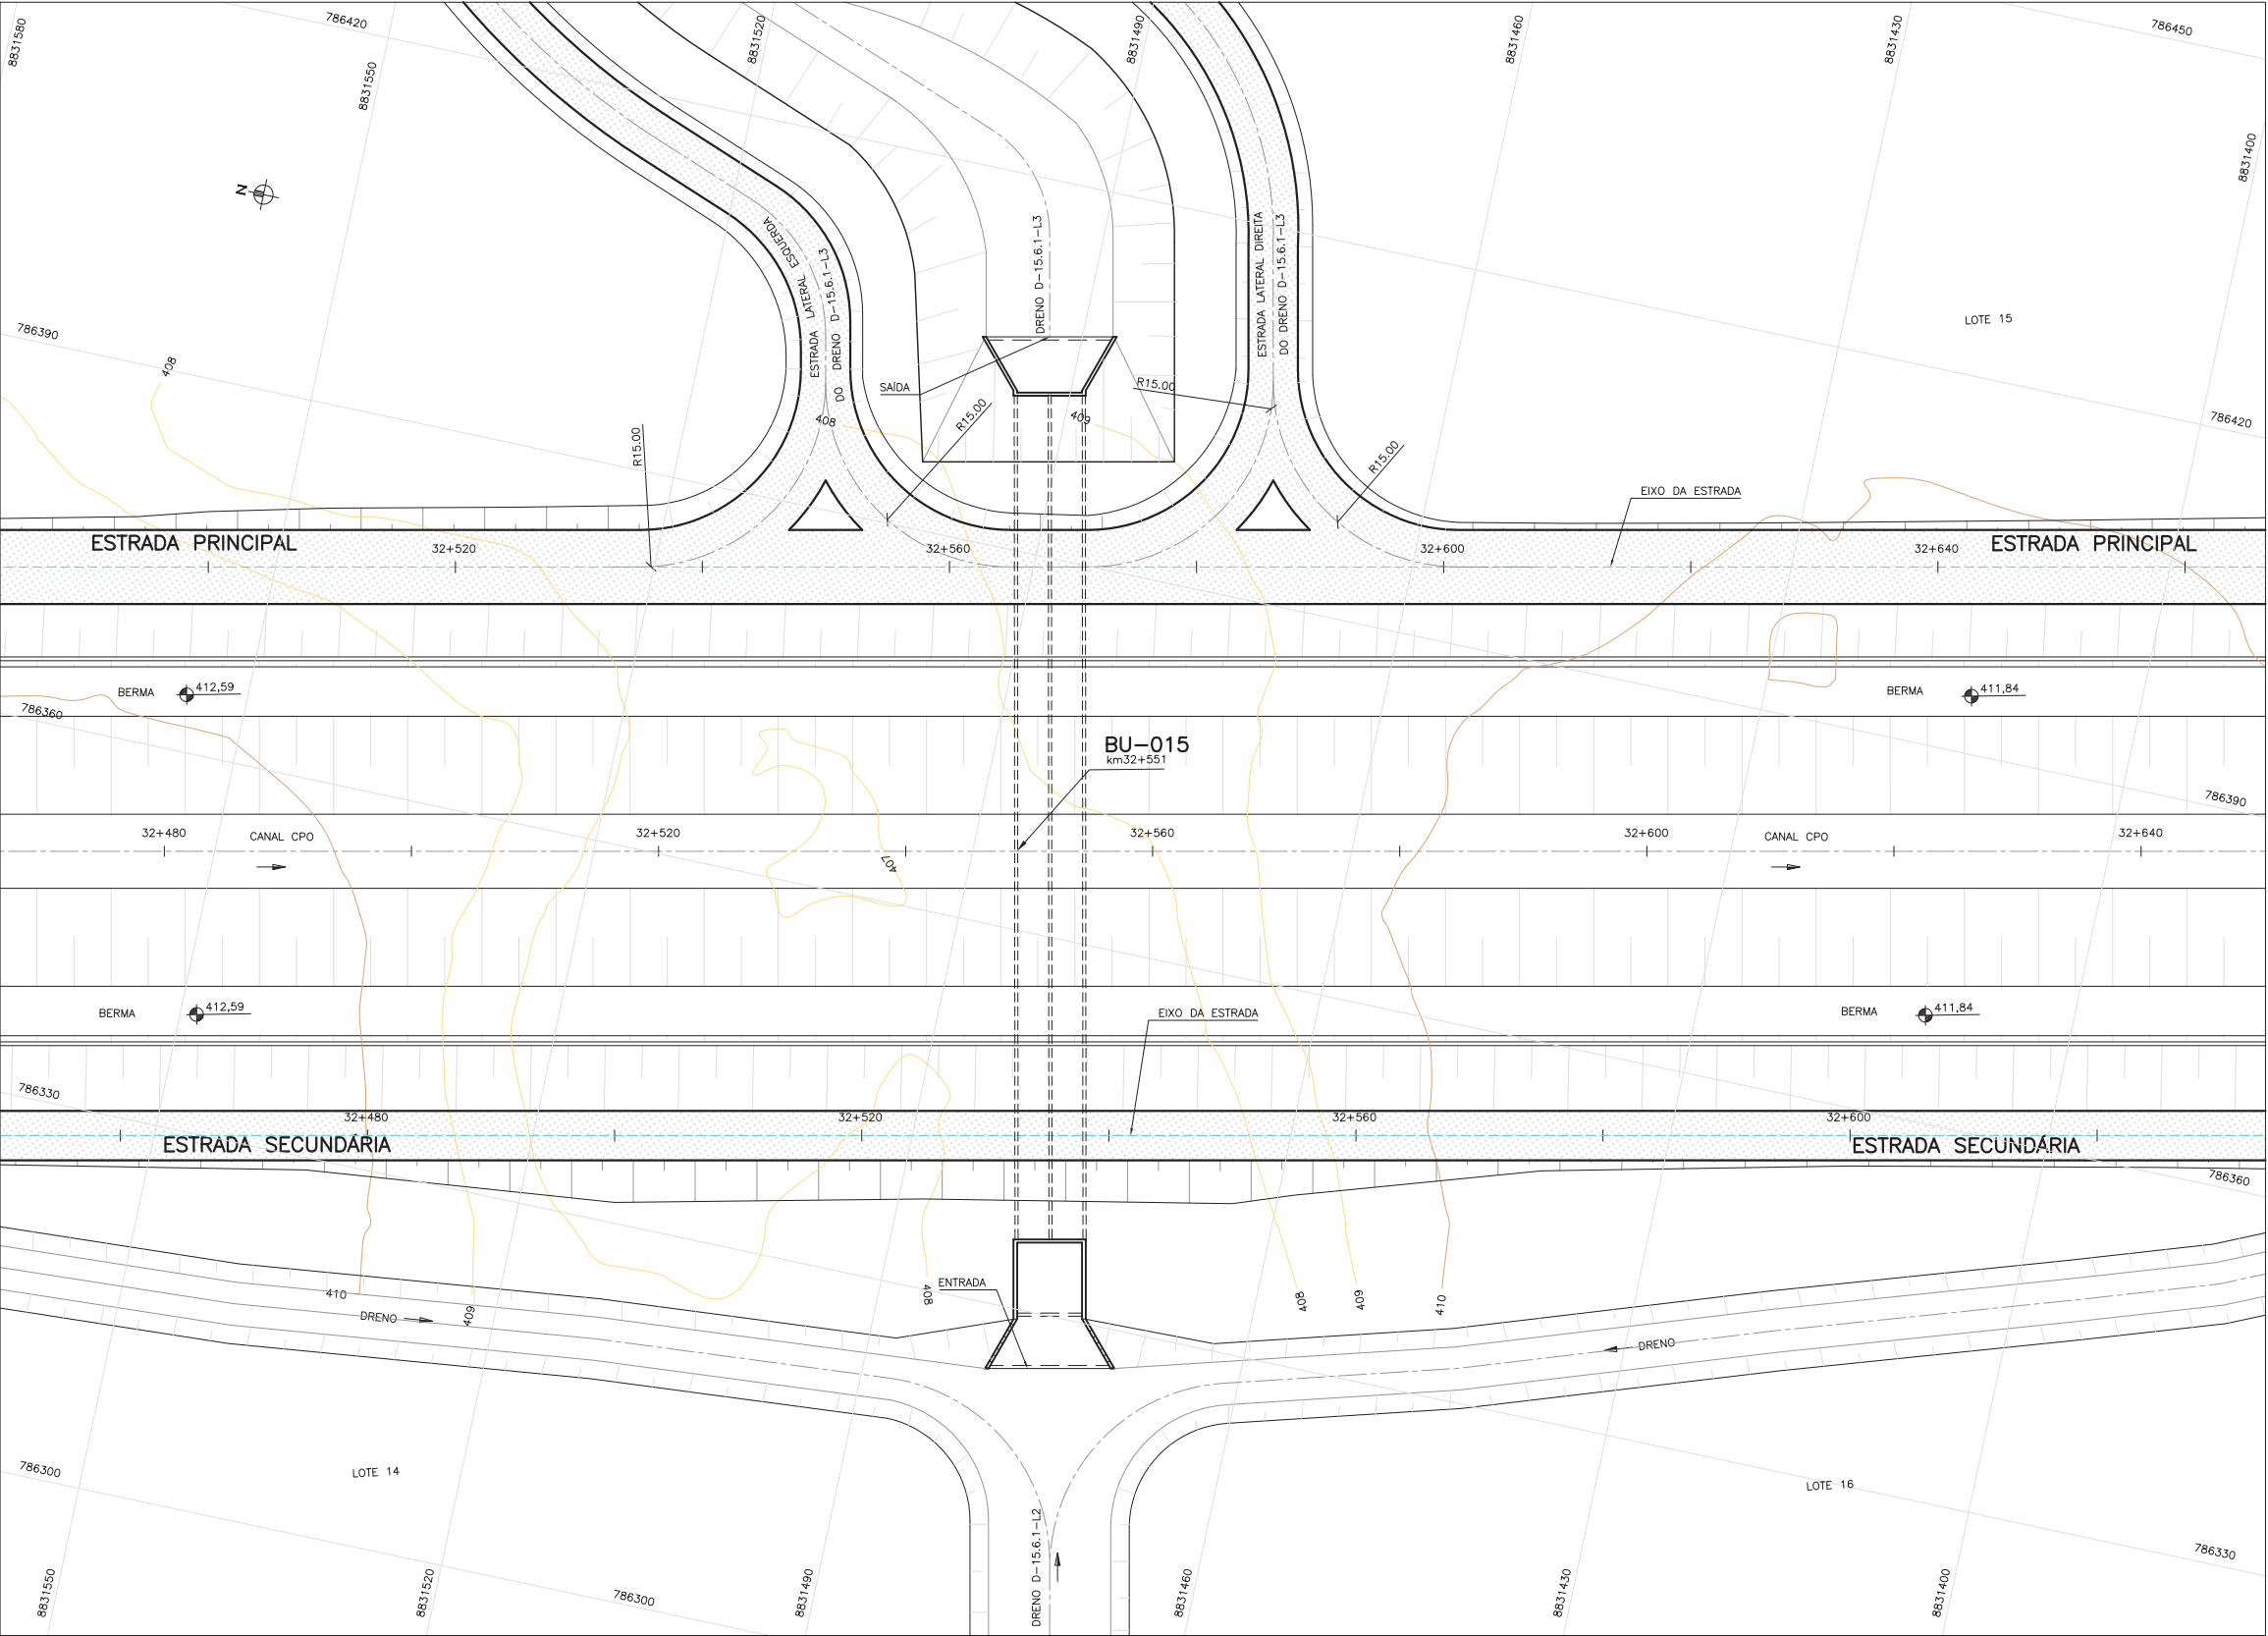 8831580
786420
8831550
8831520
8831490
8831460
8831430
786450
8831400
N
786390
408
ESTRADA LATERAL ESQUERDA
DO DRENO D-15.6.1-L3
DRENO D-15.6.1-L3
ESTRADA LATERAL DIREITA
DO DRENO D-15.6.1-L3
LOTE 15
SAÍDA
R15.00
408
R15.00
409
R15.00
R15.00
786420
EIXO DA ESTRADA
ESTRADA PRINCIPAL
32+520
32+560
32+600
32+640
ESTRADA PRINCIPAL
BERMA
412,59
BERMA
411,84
786360
BU-015
km32+551
786390
32+480
CANAL CPO
32+520
407
32+560
32+600
CANAL CPO
32+640
BERMA
412,59
EIXO DA ESTRADA
BERMA
411,84
786330
32+480
32+520
32+560
32+600
ESTRADA SECUNDÁRIA
ESTRADA SECUNDÁRIA
786360
410
DRENO
409
408
ENTRADA
408
409
410
DRENO
786300
LOTE 14
LOTE 16
DRENO D-15.6.1-L2
786330
8831550
8831520
786300
8831490
8831460
8831430
8831400